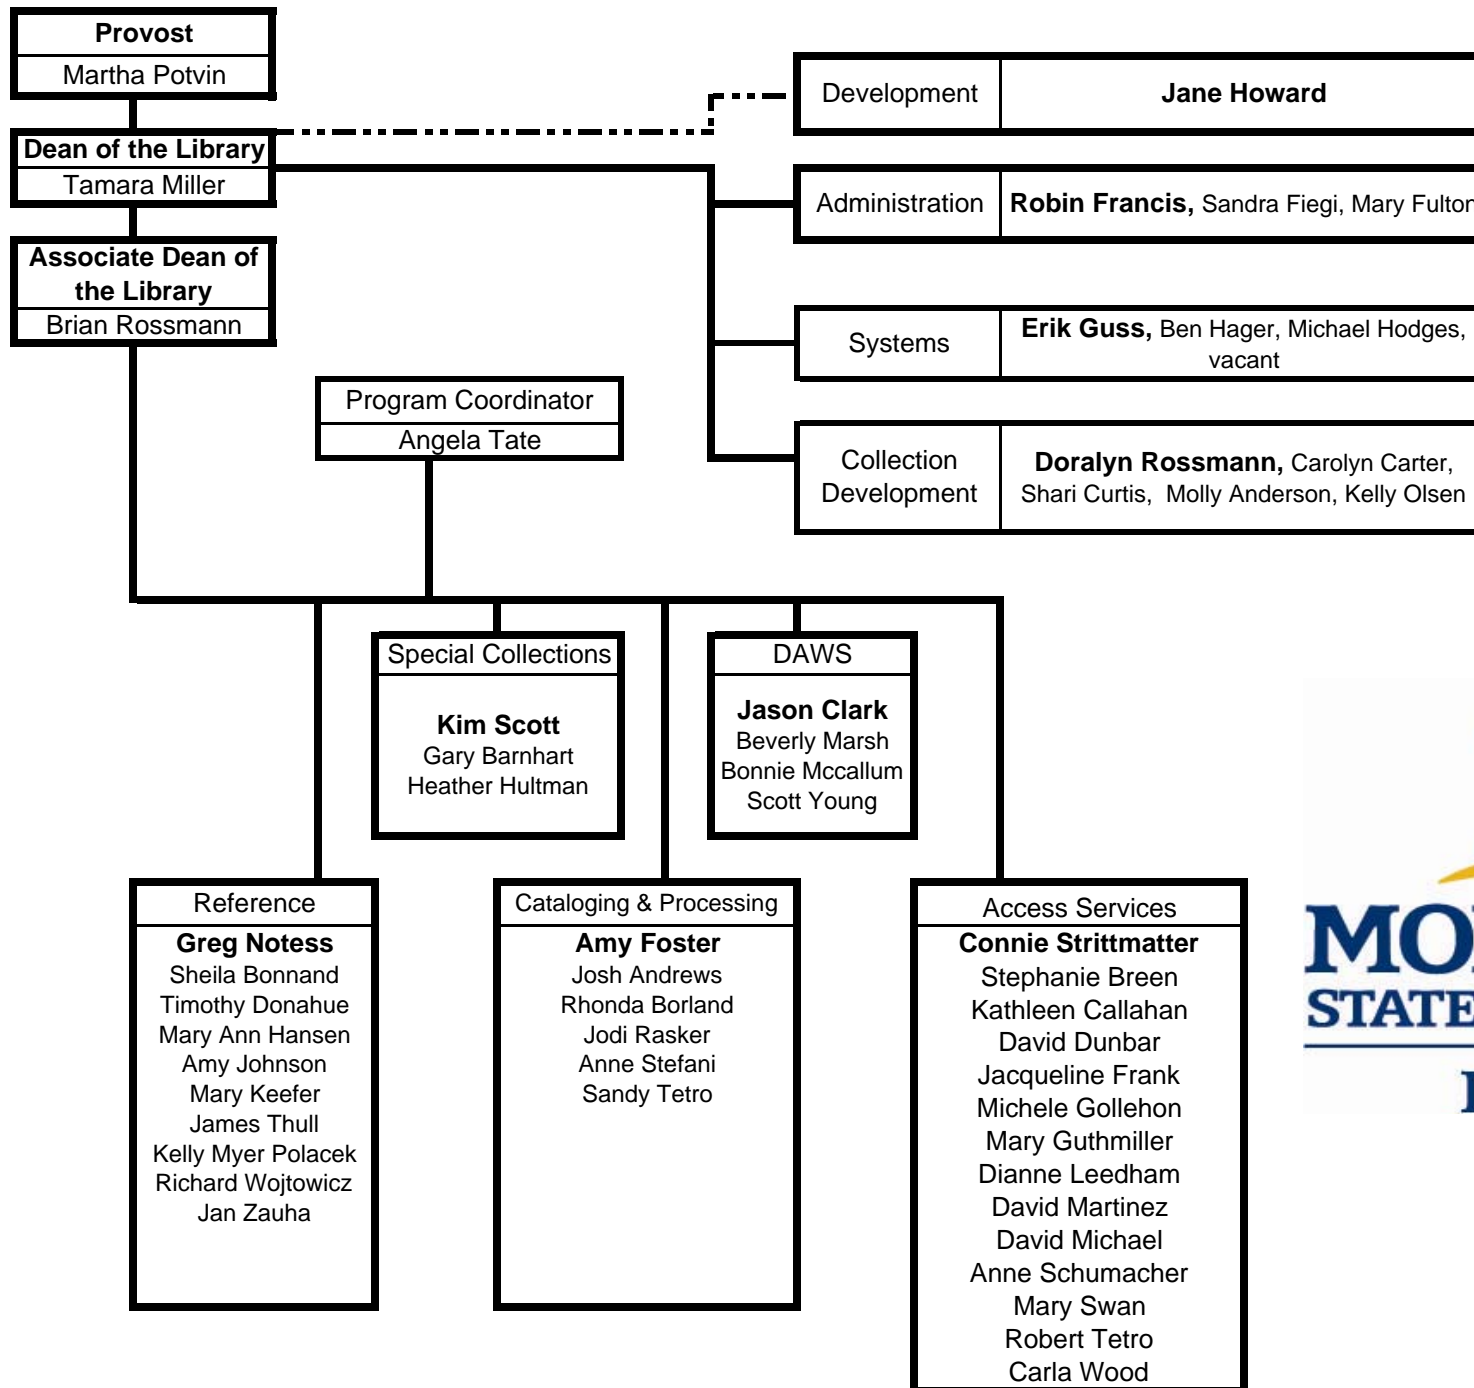 Provost
Martha Potvin
Dean of the Library
Tamara Miller
Associate Dean of
the Library
Brian Rossmann
Development
Jane Howard
Administration
Robin Francis, Sandra Fiegi, Mary Fulton
Systems
Erik Guss, Ben Hager, Michael Hodges,
vacant
Collection
Development
Doralyn Rossmann, Carolyn Carter,
Shari Curtis, Molly Anderson, Kelly Olsen
Program Coordinator
Angela Tate
Special Collections
Kim Scott
Gary Barnhart
Heather Hultman
DAWS
Jason Clark
Beverly Marsh
Bonnie Mccallum
Scott Young
Reference
Greg Notess
Sheila Bonnand
Timothy Donahue
Mary Ann Hansen
Amy Johnson
Mary Keefer
James Thull
Kelly Myer Polacek
Richard Wojtowicz
Jan Zauha
Cataloging & Processing
Amy Foster
Josh Andrews
Rhonda Borland
Jodi Rasker
Anne Stefani
Sandy Tetro
Access Services
Connie Strittmatter
Stephanie Breen
Kathleen Callahan
David Dunbar
Jacqueline Frank
Michele Gollehon
Mary Guthmiller
Dianne Leedham
David Martinez
David Michael
Anne Schumacher
Mary Swan
Robert Tetro
Carla Wood
STATE